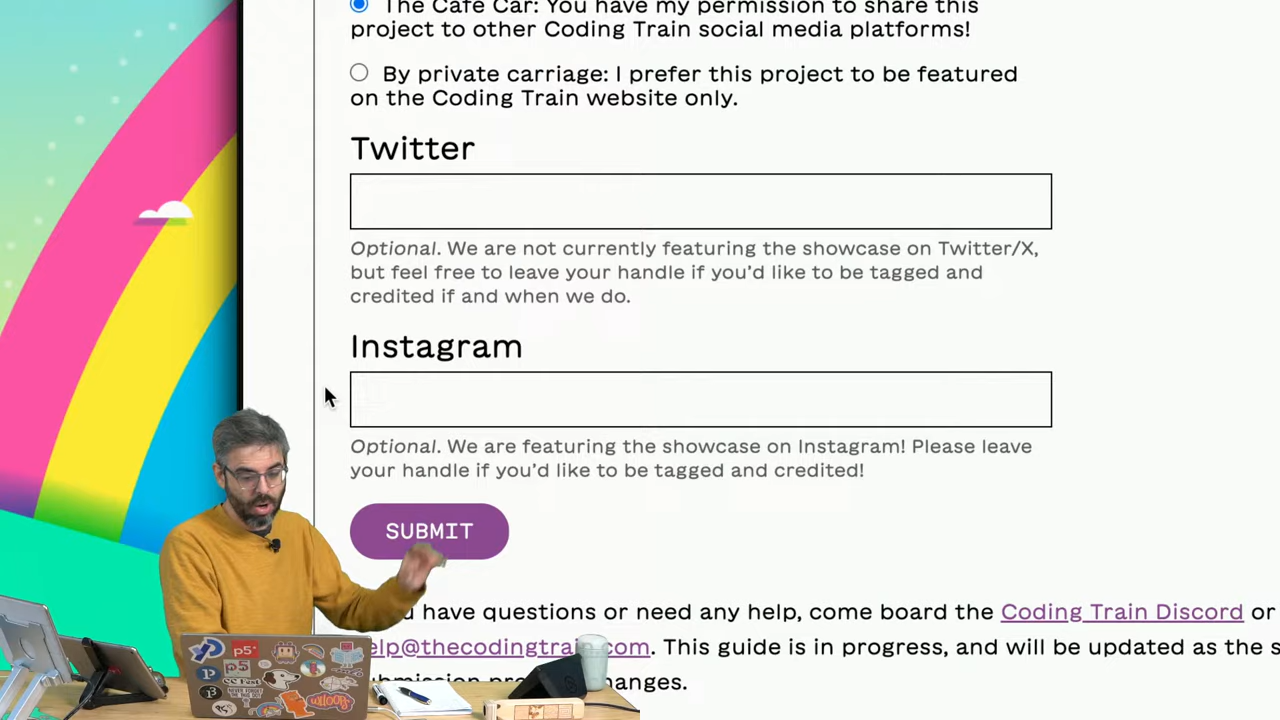 The Cafe Car: You have my permission to share this
project to other Coding Train social media platforms!
By private carriage: I prefer this project to be featured
on the Coding Train website only.
Twitter
Optional. We are not currently featuring the showcase on Twitter/X,
but feel free to leave your handle if you'd like to be tagged and
credited if and when we do.
Instagram
Optional. We are featuring the showcase on Instagram! Please leave
your handle if you'd like to be tagged and credited!
SUBMIT
have questions or need any help, come board the Coding Train Discord or
This guide is in progress, and will be updated as the s
p5*
p5
CC Fest
whoosh